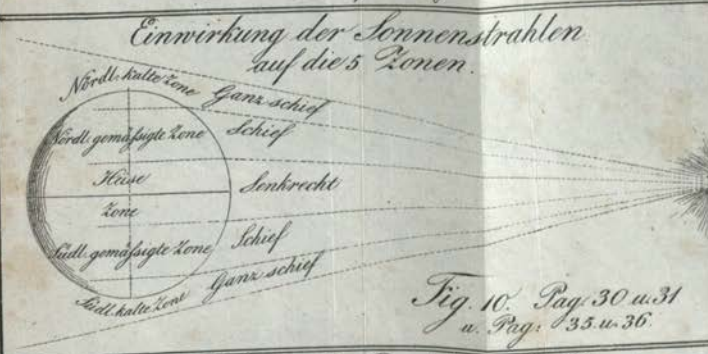 Einwirkung der Sonnenstrahlen
auf die 5 Zonen.
Nördl. kalte Zone
Ganz schief
Nördl. gemäßigte Zone
Schief
Heise
Senkrecht
Zone
Südl. gemäßigte Zone
Schief
Ganz schief
Südl. kalte Zone
Fig. 10. Pag: 30 u. 31
u. Pag: 35 u. 36.